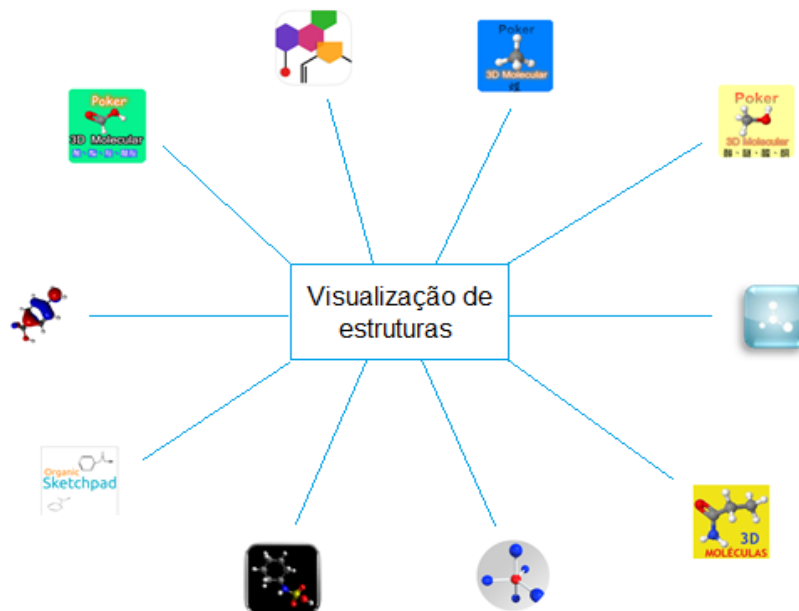 Poker
3D Molecular
Poker
3D Molecular
Poker
3D Molecular
Visualização de
estruturas
Organic
Sketchpad
3D
MOLÉCULAS